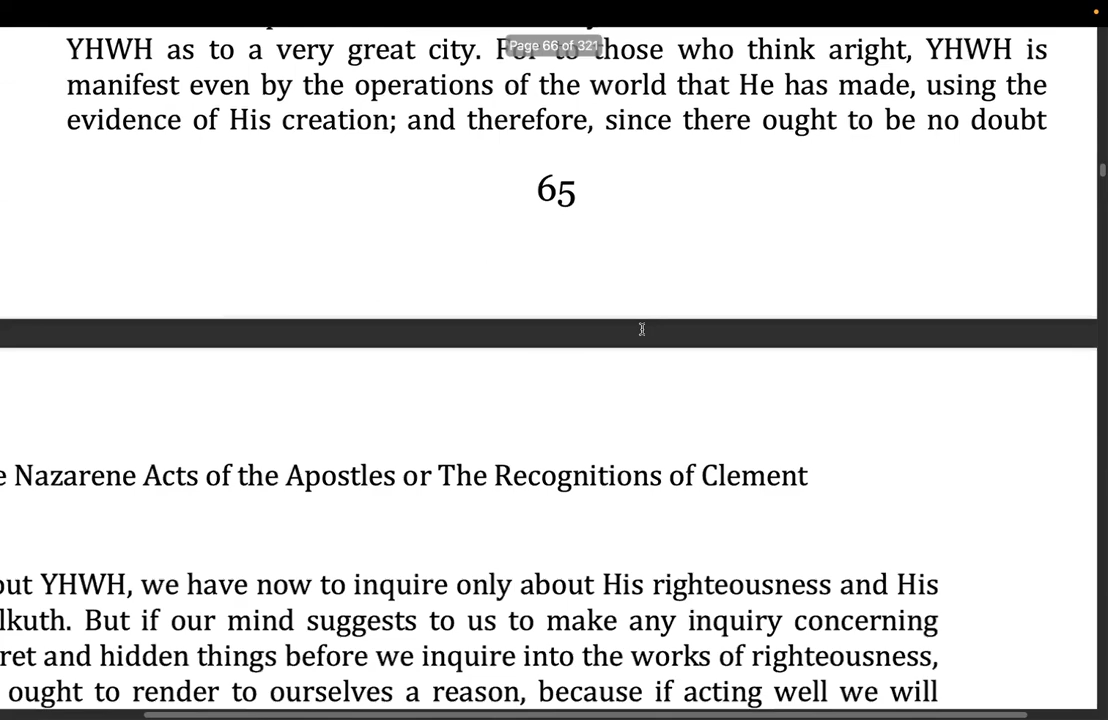 YHWH as to a very great city. For to those who think aright, YHWH is
Page 66 of 321
manifest even by the operations of the world that He has made, using the
evidence of His creation; and therefore, since there ought to be no doubt
65
Nazarene Acts of the Apostles or The Recognitions of Clement
YHWH, we have now to inquire only about His righteousness and His
But if our mind suggests to us to make any inquiry concerning
and hidden things before we inquire into the works of righteousness,
ought to render to ourselves a reason, because if acting well we will